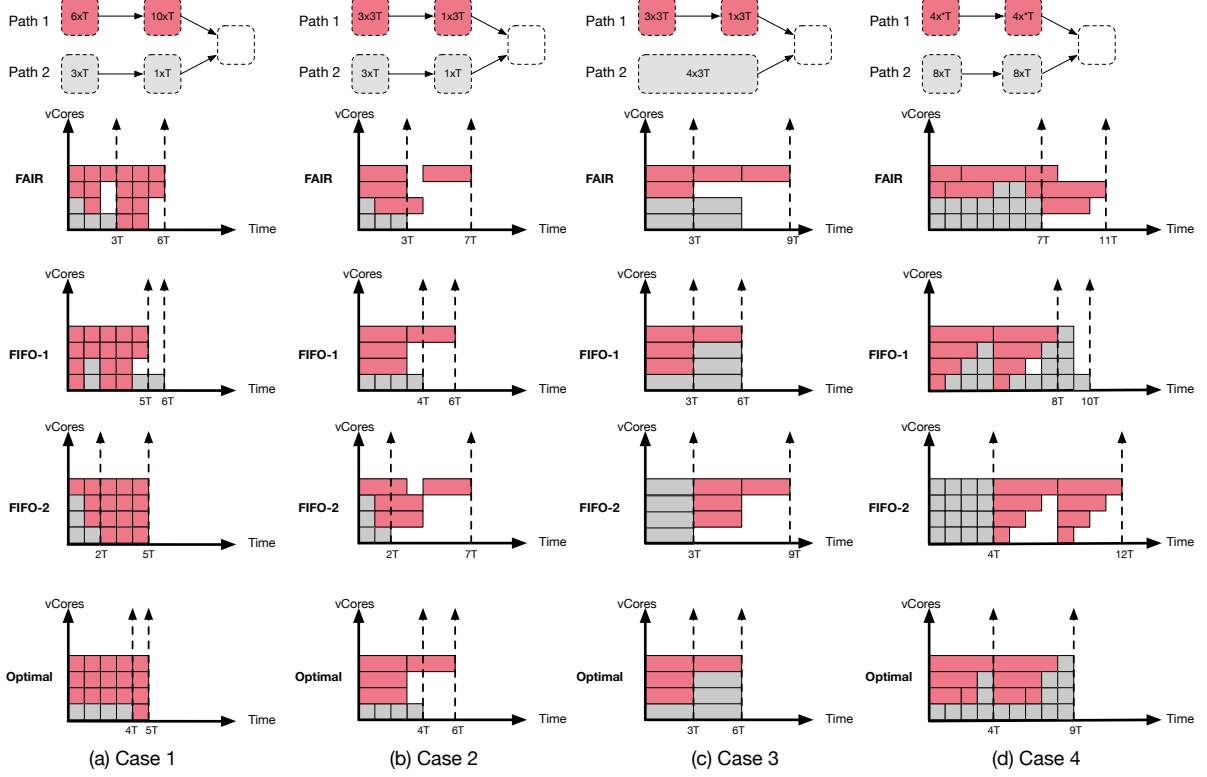 Path 1 6xT 10xT Path 1 3x3T 1x3T Path 1 3x3T 1x3T Path 1 4x*T 4x*T
Path 2 3xT 1xT Path 2 3xT 1xT Path 2 4x3T Path 2 8xT 8xT
vCores vCores vCores vCores
FAIR FAIR FAIR FAIR
Time Time Time Time
3T 6T 3T 7T 3T 9T 7T 11T
vCores vCores vCores vCores
FIFO-1 FIFO-1 FIFO-1 FIFO-1
Time Time Time Time
5T 6T 4T 6T 3T 6T 8T 10T
vCores vCores vCores vCores
FIFO-2 FIFO-2 FIFO-2 FIFO-2
Time Time Time Time
2T 5T 2T 7T 3T 9T 4T 12T
vCores vCores vCores vCores
Optimal Optimal Optimal Optimal
Time Time Time Time
4T 5T 4T 6T 3T 6T 4T 9T
(a) Case 1 (b) Case 2 (c) Case 3 (d) Case 4